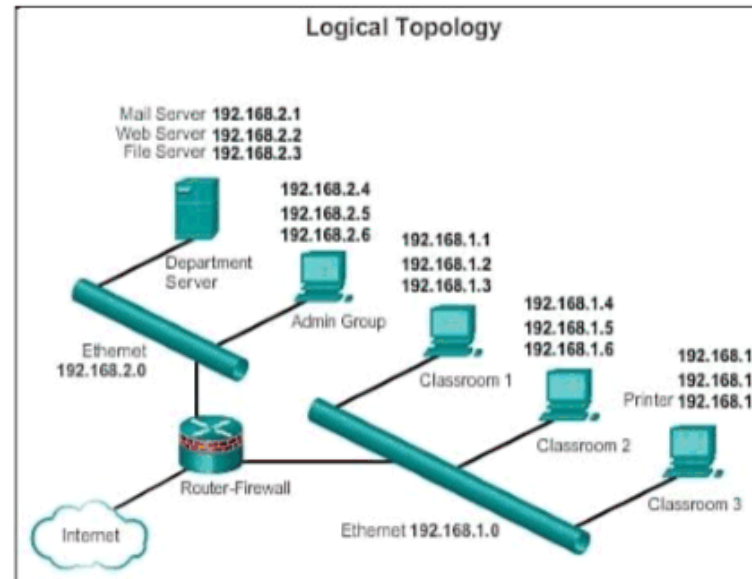 Logical Topology
Mail Server 192.168.2.1
Web Server 192.168.2.2
File Server 192.168.2.3
192.168.2.4
192.168.2.5
192.168.2.6
Department
Server
Admin Group
192.168.1.1
192.168.1.2
192.168.1.3
Classroom 1
192.168.1.4
192.168.1.5
192.168.1.6
Classroom 2
192.168.1
192.168.1
Printer 192.168.1
Classroom 3
Ethernet
192.168.2.0
Router-Firewall
Internet
Ethernet 192.168.1.0